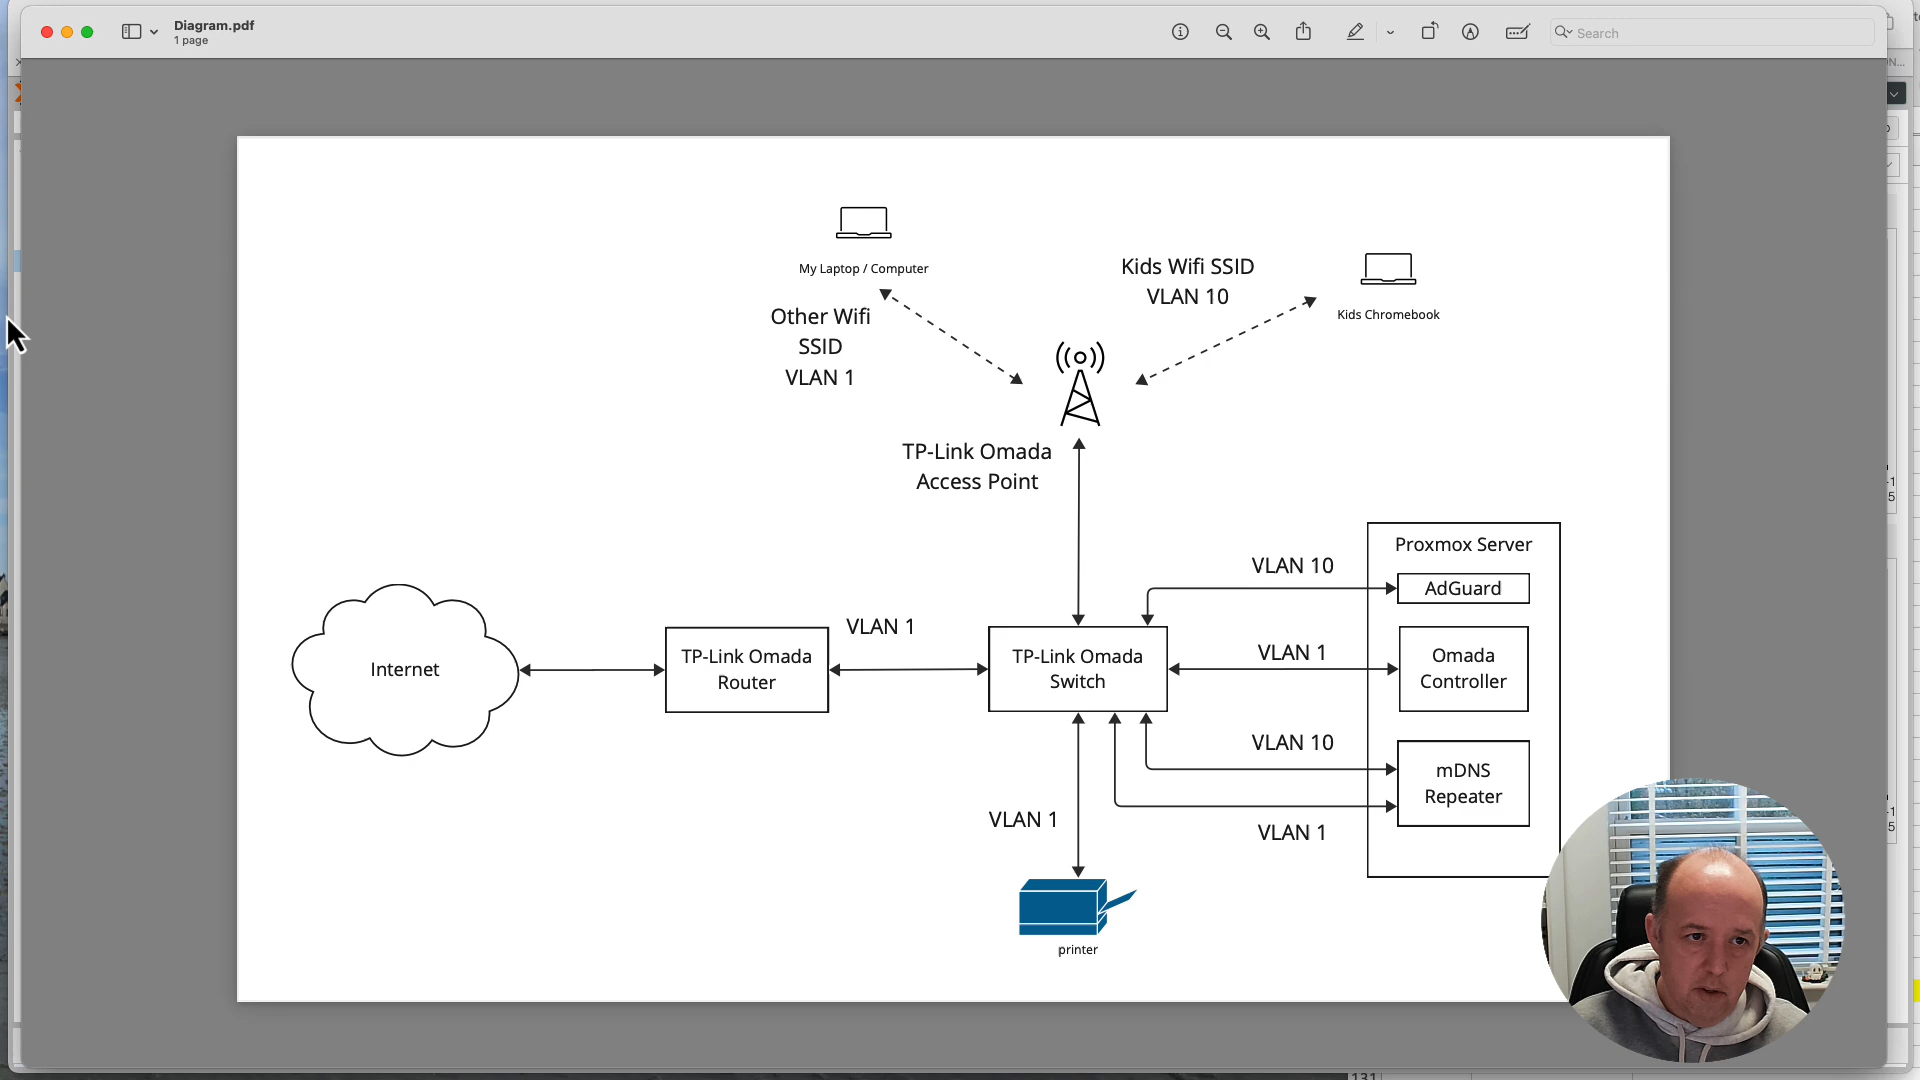 Diagram.pdf
1 page
Search
My Laptop / Computer
Other Wifi
SSID
VLAN 1
Kids Wifi SSID
VLAN 10
Kids Chromebook
TP-Link Omada
Access Point
Internet
TP-Link Omada
Router
VLAN 1
TP-Link Omada
Switch
VLAN 10
VLAN 1
VLAN 10
VLAN 1
Proxmox Server
AdGuard
Omada
Controller
mDNS
Repeater
VLAN 1
printer
131